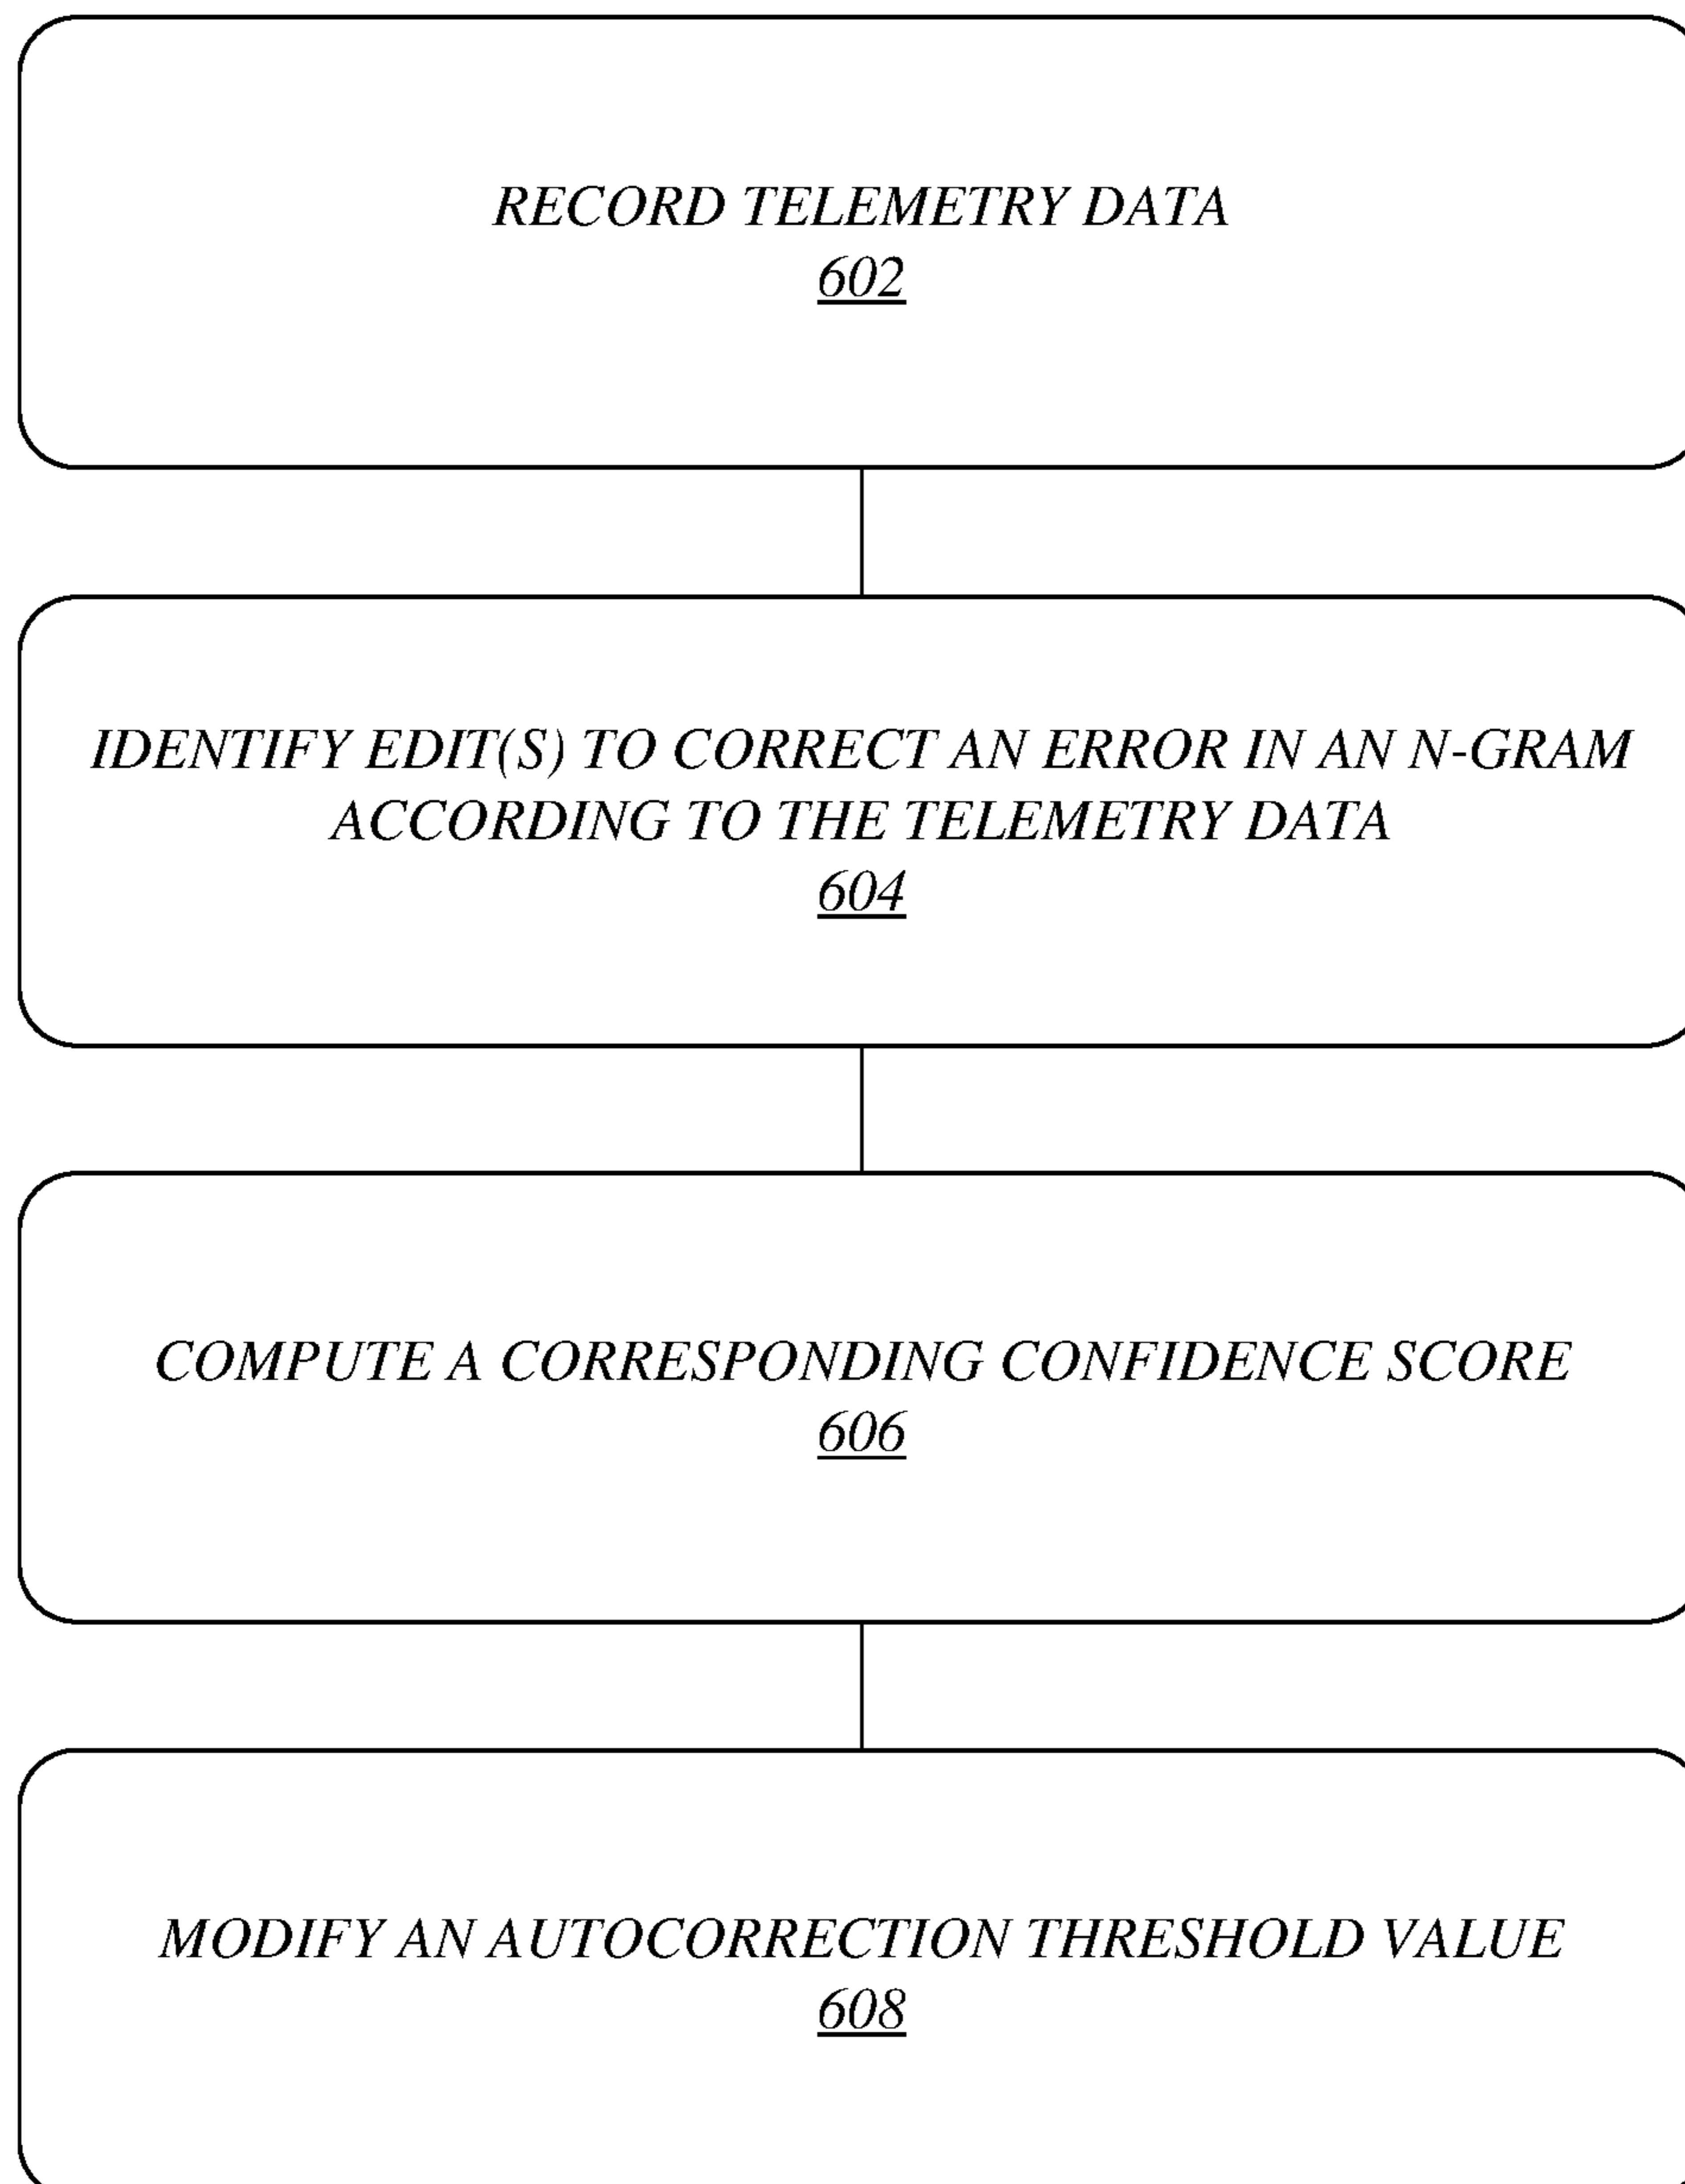 RECORD TELEMETRY DATA
602
IDENTIFY EDIT(S) TO CORRECT AN ERROR IN AN N-GRAM
ACCORDING TO THE TELEMETRY DATA
604
COMPUTE A CORRESPONDING CONFIDENCE SCORE
606
MODIFY AN AUTOCORRECTION THRESHOLD VALUE
608